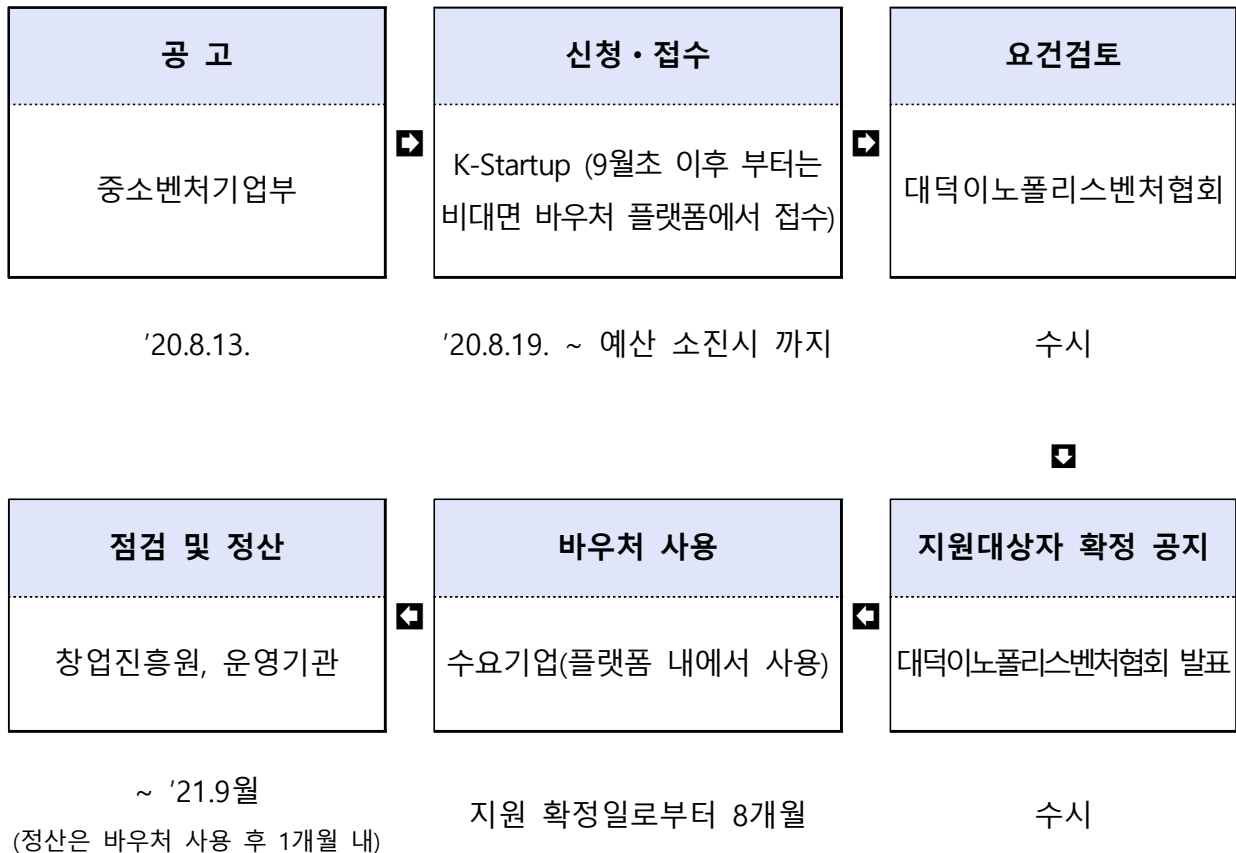 공 고
중소벤처기업부
'20.8.13.
신청・접수
K-Startup (9월초 이후 부터는
비대면 바우처 플랫폼에서 접수)
'20.8.19. ~ 예산 소진시 까지
요건검토
대덕이노폴리스벤처협회
수시
지원대상자 확정 공지
대덕이노폴리스벤처협회 발표
수시
바우처 사용
수요기업(플랫폼 내에서 사용)
지원 확정일로부터 8개월
점검 및 정산
창업진흥원, 운영기관
~ '21.9월
(정산은 바우처 사용 후 1개월 내)